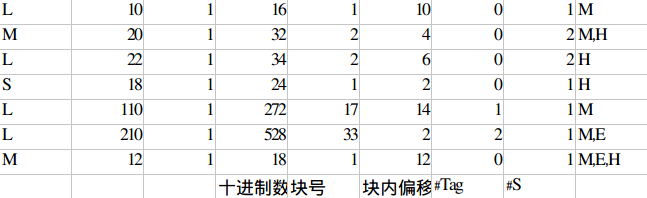 L 10 1 16 1 10 0 1 M
M 20 1 32 2 4 0 2 M,H
L 22 1 34 2 6 0 2 H
S 18 1 24 1 2 0 1 H
L 110 1 272 17 14 1 1 M
L 210 1 528 33 2 2 1 M,E
M 12 1 18 1 12 0 1 M,E,H
十进制数 块号 块内偏移 #Tag #S